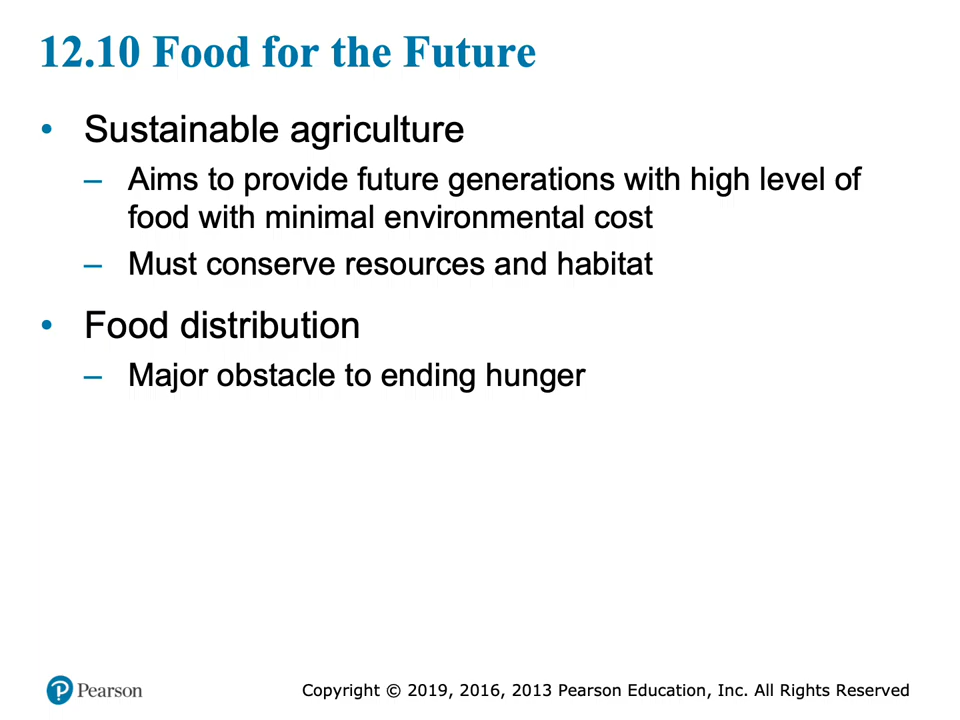 12.10 Food for the Future
• Sustainable agriculture
– Aims to provide future generations with high level of
food with minimal environmental cost
– Must conserve resources and habitat
• Food distribution
– Major obstacle to ending hunger
P Pearson
Copyright © 2019, 2016, 2013 Pearson Education, Inc. All Rights Reserved